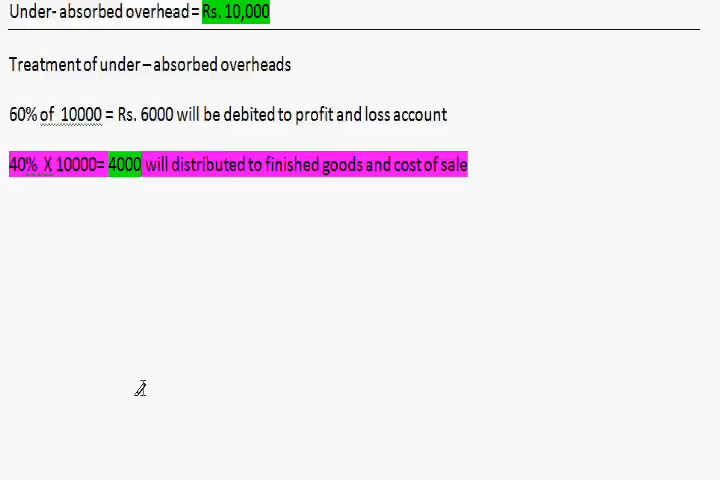 Under- absorbed overhead = Rs. 10,000
Treatment of under – absorbed overheads
60% of 10000 = Rs. 6000 will be debited to profit and loss account
40% X 10000= 4000 will distributed to finished goods and cost of sale